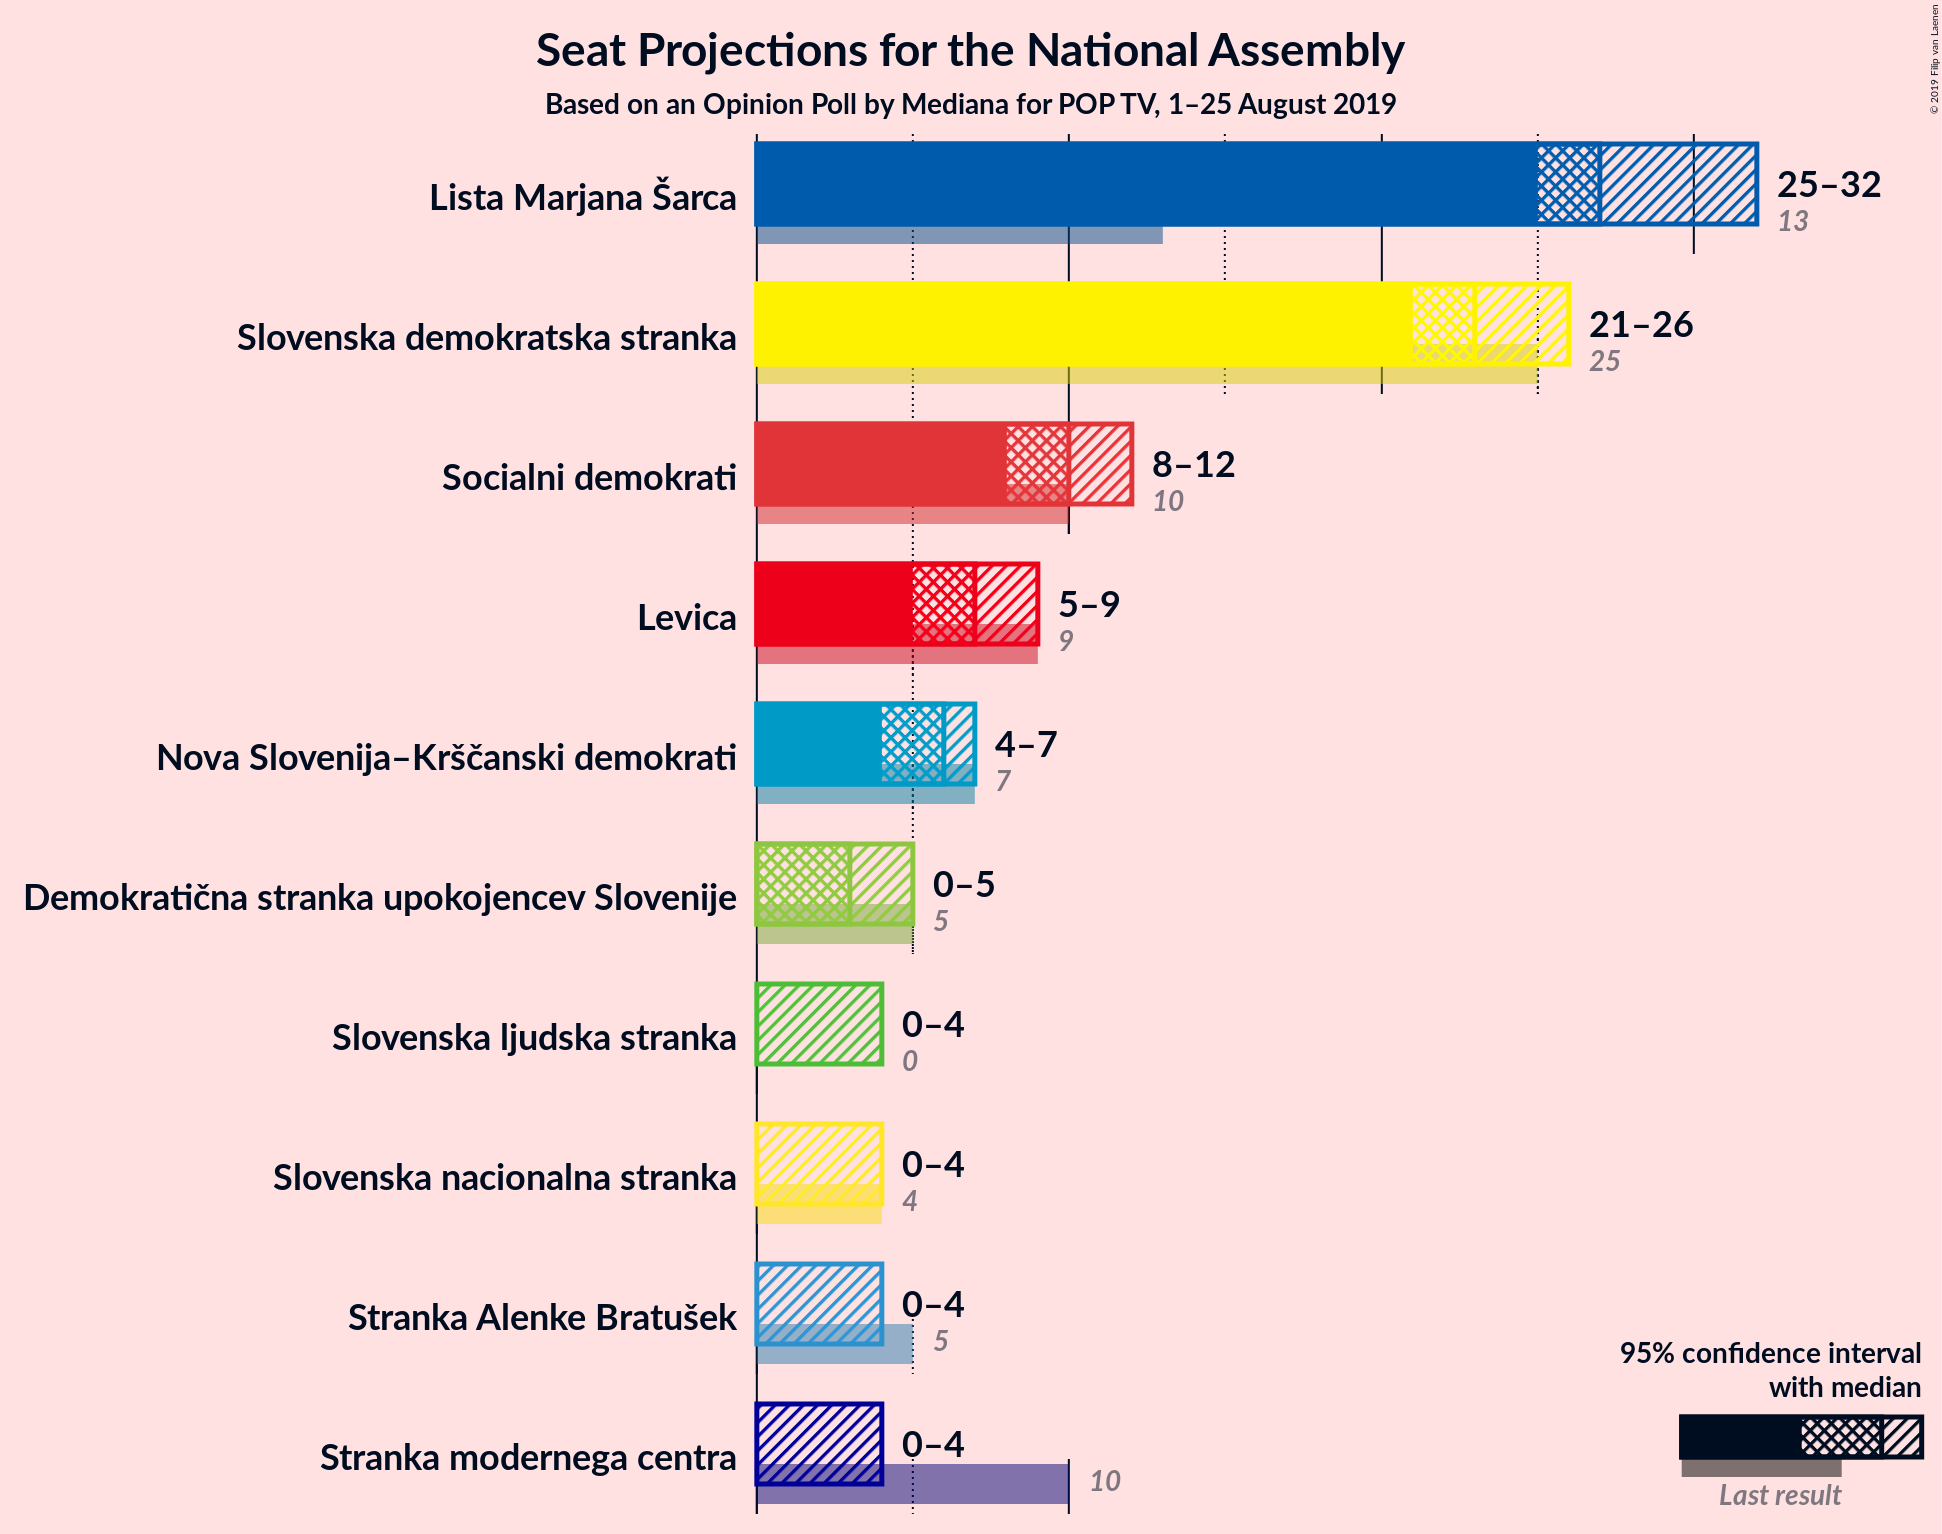 Seat Projections for the National Assembly
Based on an Opinion Poll by Mediana for POP TV, 1–25 August 2019
© 2019 Filip van Laenen
Lista Marjana Šarca
25–32
13
Slovenska demokratska stranka
21–26
25
Socialni demokrati
8–12
10
Levica
5–9
9
Nova Slovenija–Krščanski demokrati
4–7
7
Demokratična stranka upokojencev Slovenije
0–5
5
Slovenska ljudska stranka
0–4
0
Slovenska nacionalna stranka
0–4
4
Stranka Alenke Bratušek
0–4
5
Stranka modernega centra
0–4
10
95% confidence interval
with median
Last result